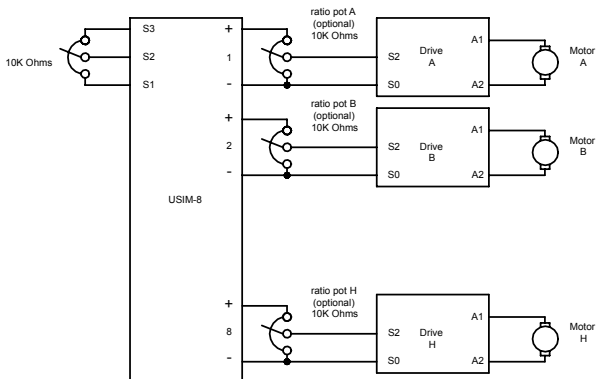 10K Ohms
S3
S2
S1
USIM-8
+
1
-
ratio pot A
(optional)
10K Ohms
S2
S0
Drive
A
A1
A2
Motor
A
+
2
-
ratio pot B
(optional)
10K Ohms
S2
S0
Drive
B
A1
A2
Motor
B
+
8
-
ratio pot H
(optional)
10K Ohms
S2
S0
Drive
H
A1
A2
Motor
H